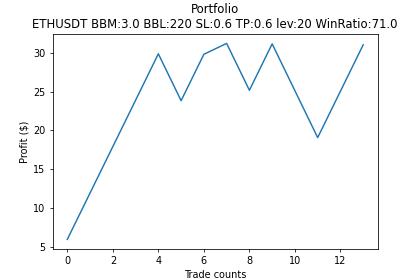 Portfolio
ETHUSDT BBM:3.0 BBL:220 SL:0.6 TP:0.6 lev:20 WinRatio:71.0
Profit ($)
30
25
20
15
10
5
0 2 4 6 8 10 12
Trade counts